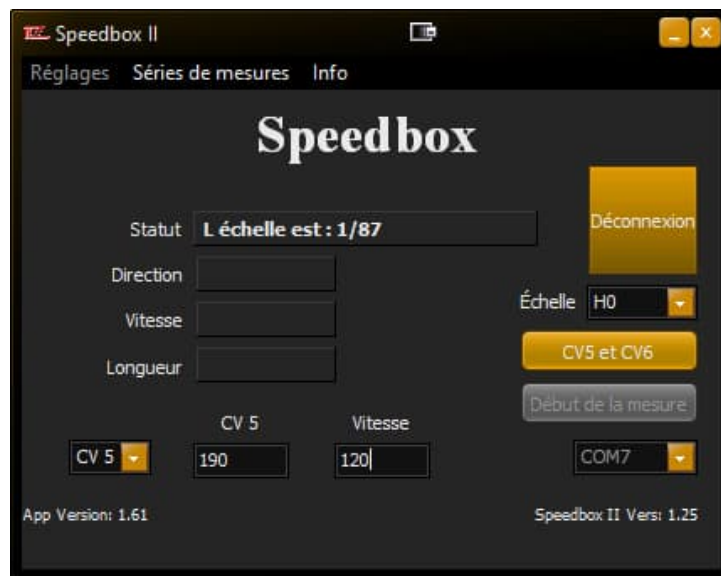 Speedbox II
Réglages Séries de mesures Info
Speedbox
Statut L échelle est : 1/87
Déconnexion
Direction
Échelle H0
Vitesse
CV5 et CV6
Longueur
Début de la mesure
CV 5 Vitesse
CV 5 190 120 COM7
App Version: 1.61 Speedbox II Vers: 1.25